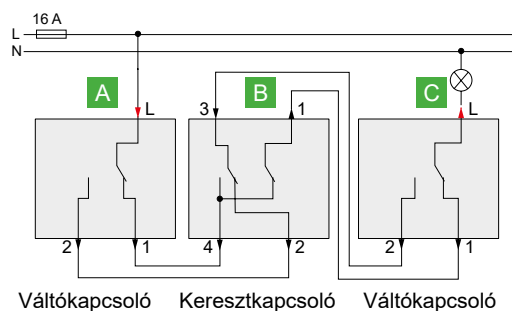 16 A
L
N
A
B
C
L
3
1
L
2
1
4
2
2
1
Váltókapcsoló
Keresztkapcsoló
Váltókapcsoló